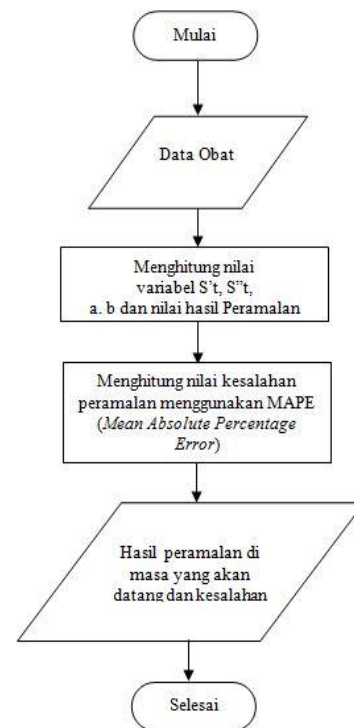 Mulai
Data Obat
Menghitung nilai
variabel S't, S"t,
a. b dan nilai hasil Peramalan
Menghitung nilai kesalahan
peramalan menggunakan MAPE
(Mean Absolute Percentage
Error)
Hasil peramalan di
masa yang akan
datang dan kesalahan
Selesai